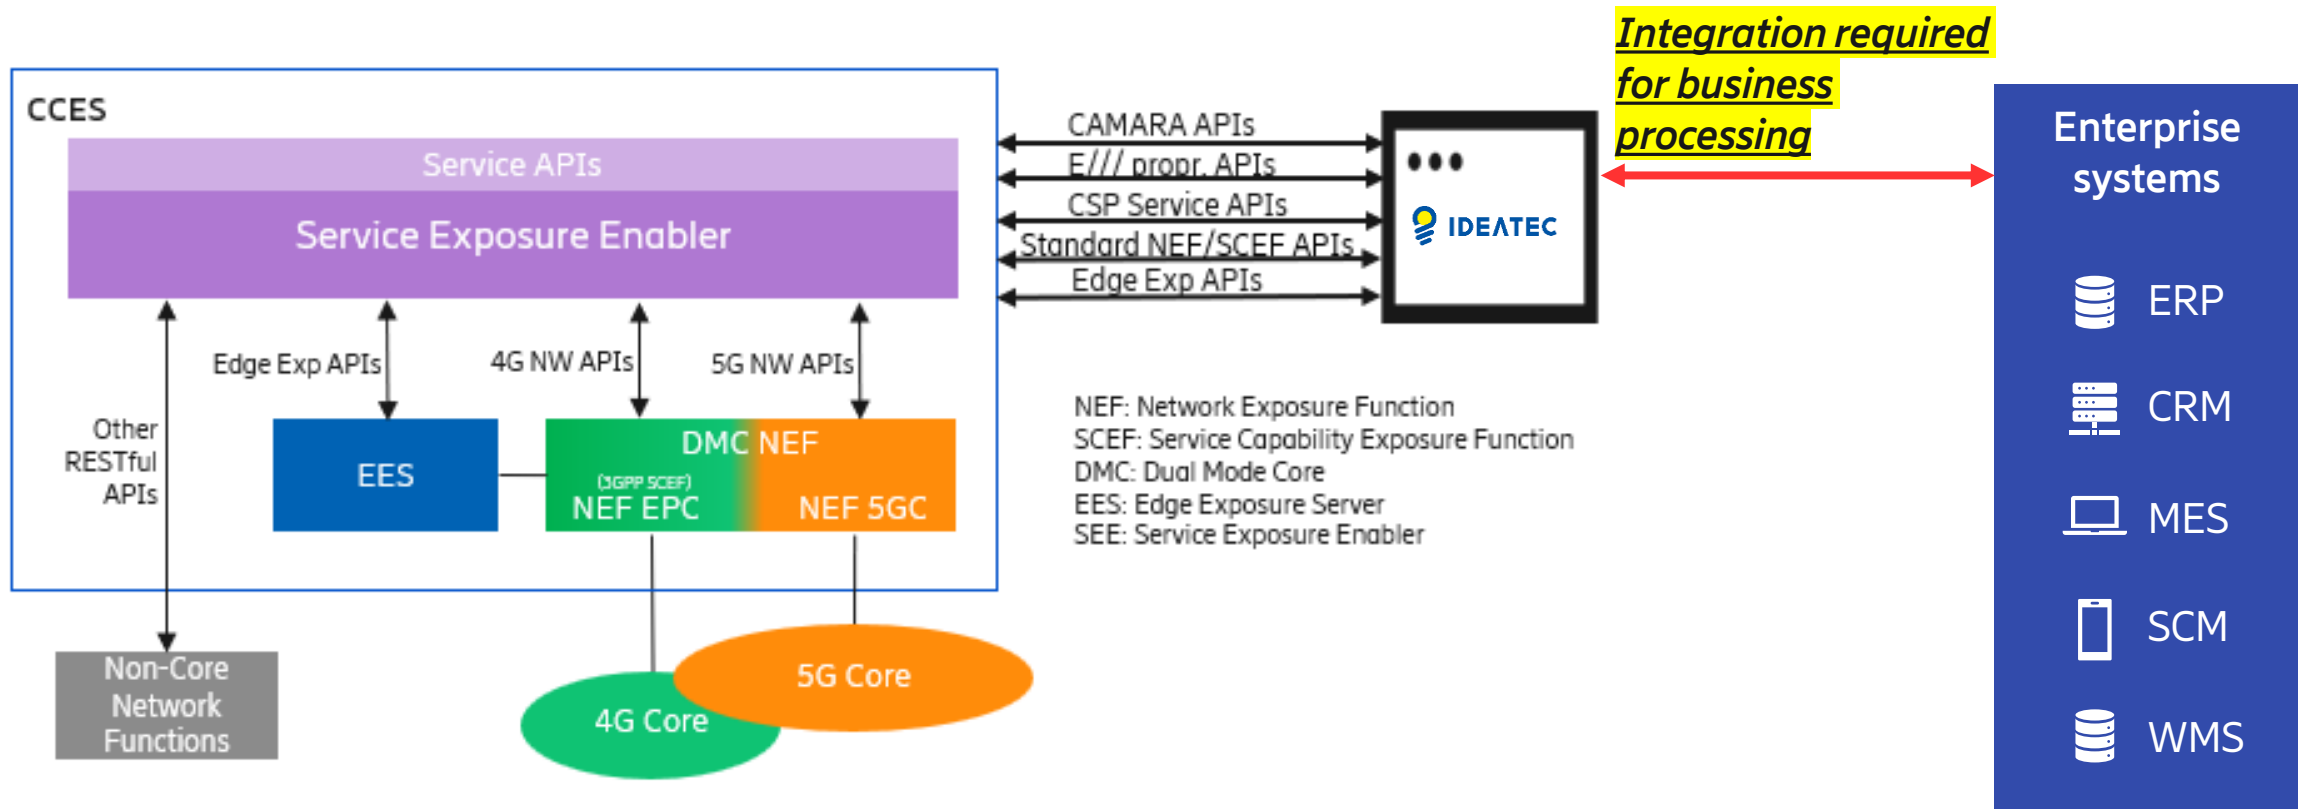 Integration required
for business
processing
CCES
Service APIs
Service Exposure Enabler
CAMARA APIs
E/// propr. APIs
CSP Service APIs
Standard NEF/SCEF APIs
Edge Exp APIs
IDEATEC
Enterprise
systems
ERP
CRM
MES
SCM
WMS
Edge Exp APIs
4G NW APIs
5G NW APIs
Other
RESTful
APIs
EES
DMC NEF
(3GPP SCEF)
NEF EPC
NEF 5GC
NEF: Network Exposure Function
SCEF: Service Capability Exposure Function
DMC: Dual Mode Core
EES: Edge Exposure Server
SEE: Service Exposure Enabler
Non-Core
Network
Functions
4G Core
5G Core